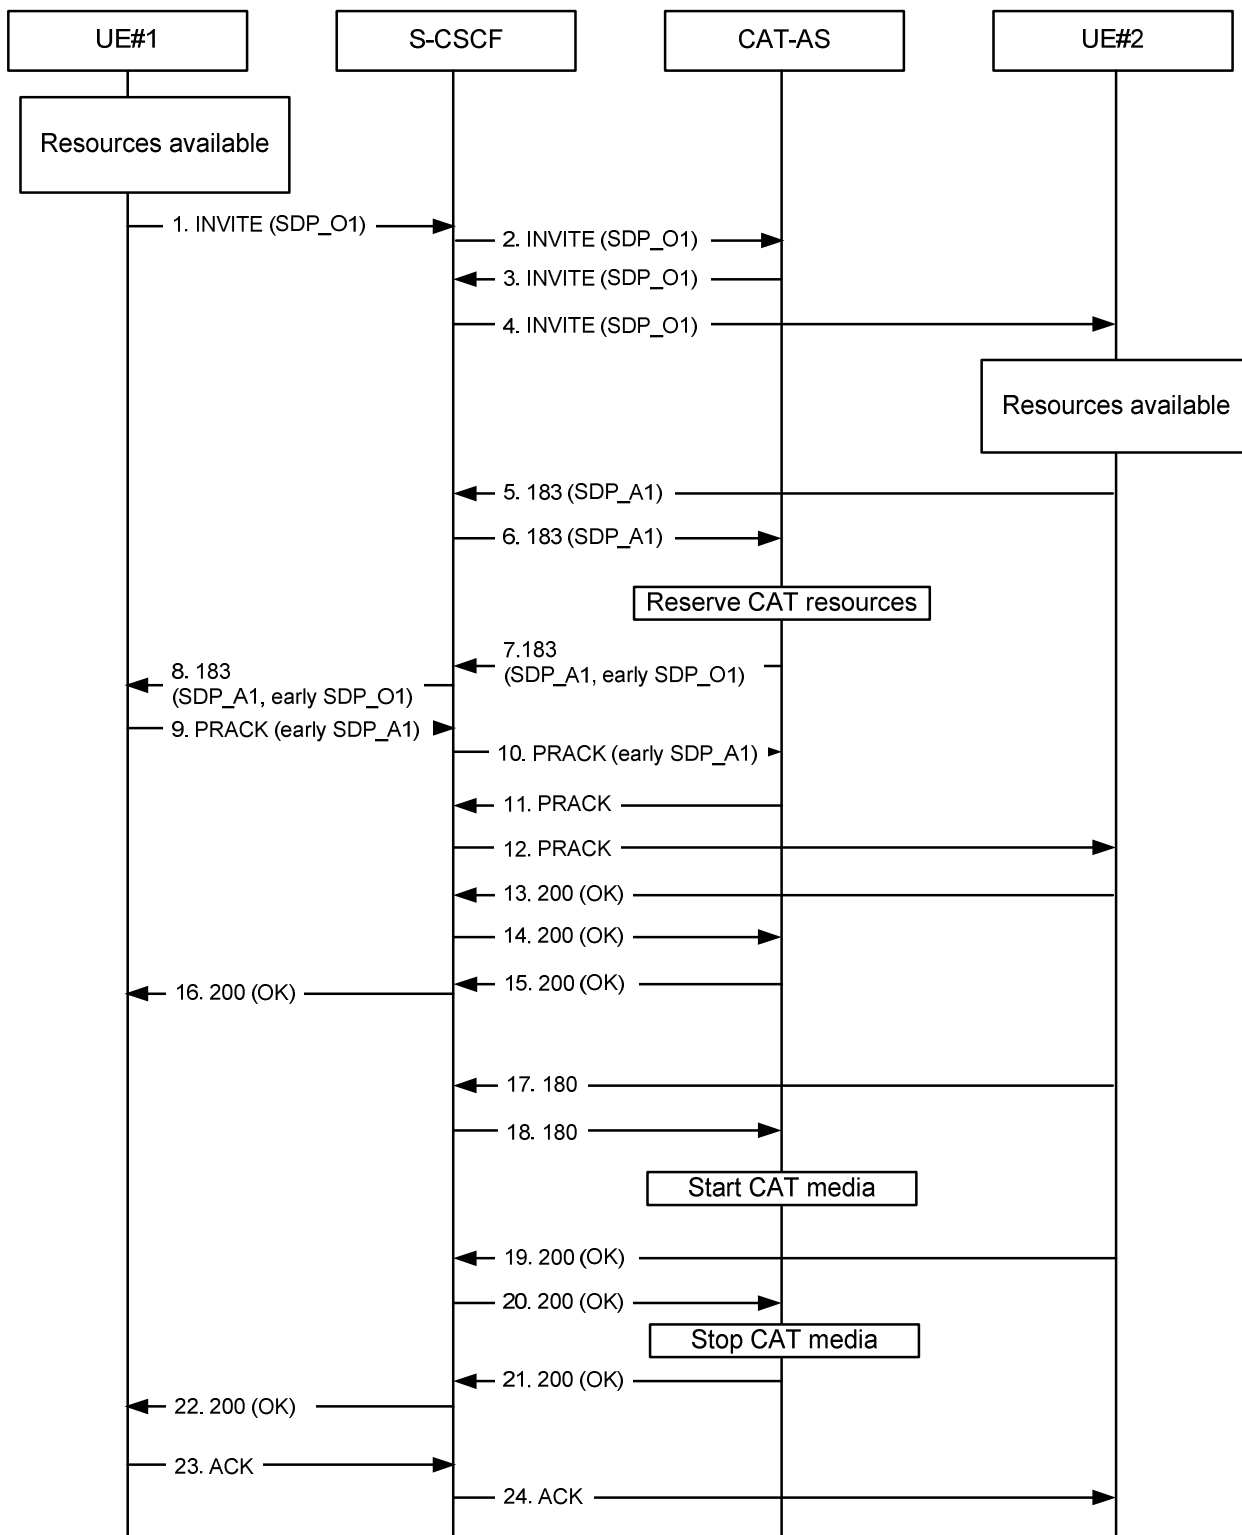 UE#1
S-CSCF
CAT-AS
UE#2
Resources available
1. INVITE (SDP_O1)
2. INVITE (SDP_O1)
3. INVITE (SDP_O1)
4. INVITE (SDP_O1)
Resources available
5. 183 (SDP_A1)
6. 183 (SDP_A1)
Reserve CAT resources
7.183
(SDP_A1, early SDP_O1)
8. 183
(SDP_A1, early SDP_O1)
9. PRACK (early SDP_A1)
10. PRACK (early SDP_A1)
11. PRACK
12. PRACK
13. 200 (OK)
14. 200 (OK)
15. 200 (OK)
16. 200 (OK)
17. 180
18. 180
Start CAT media
19. 200 (OK)
20. 200 (OK)
Stop CAT media
21. 200 (OK)
22. 200 (OK)
23. ACK
24. ACK